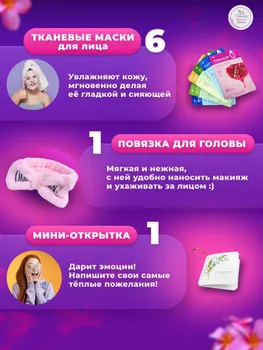 ТКАНЕВЫЕ МАСКИ
для лица
6
Увлажняют кожу,
мгновенно делая
её гладкой и сияющей
1
ПОВЯЗКА ДЛЯ ГОЛОВЫ
Мягкая и нежная,
с ней удобно наносить макияж
и ухаживать за лицом :)
МИНИ-ОТКРЫТКА
1
Дарит эмоции!
Напишите свои самые
тёплые пожелания!